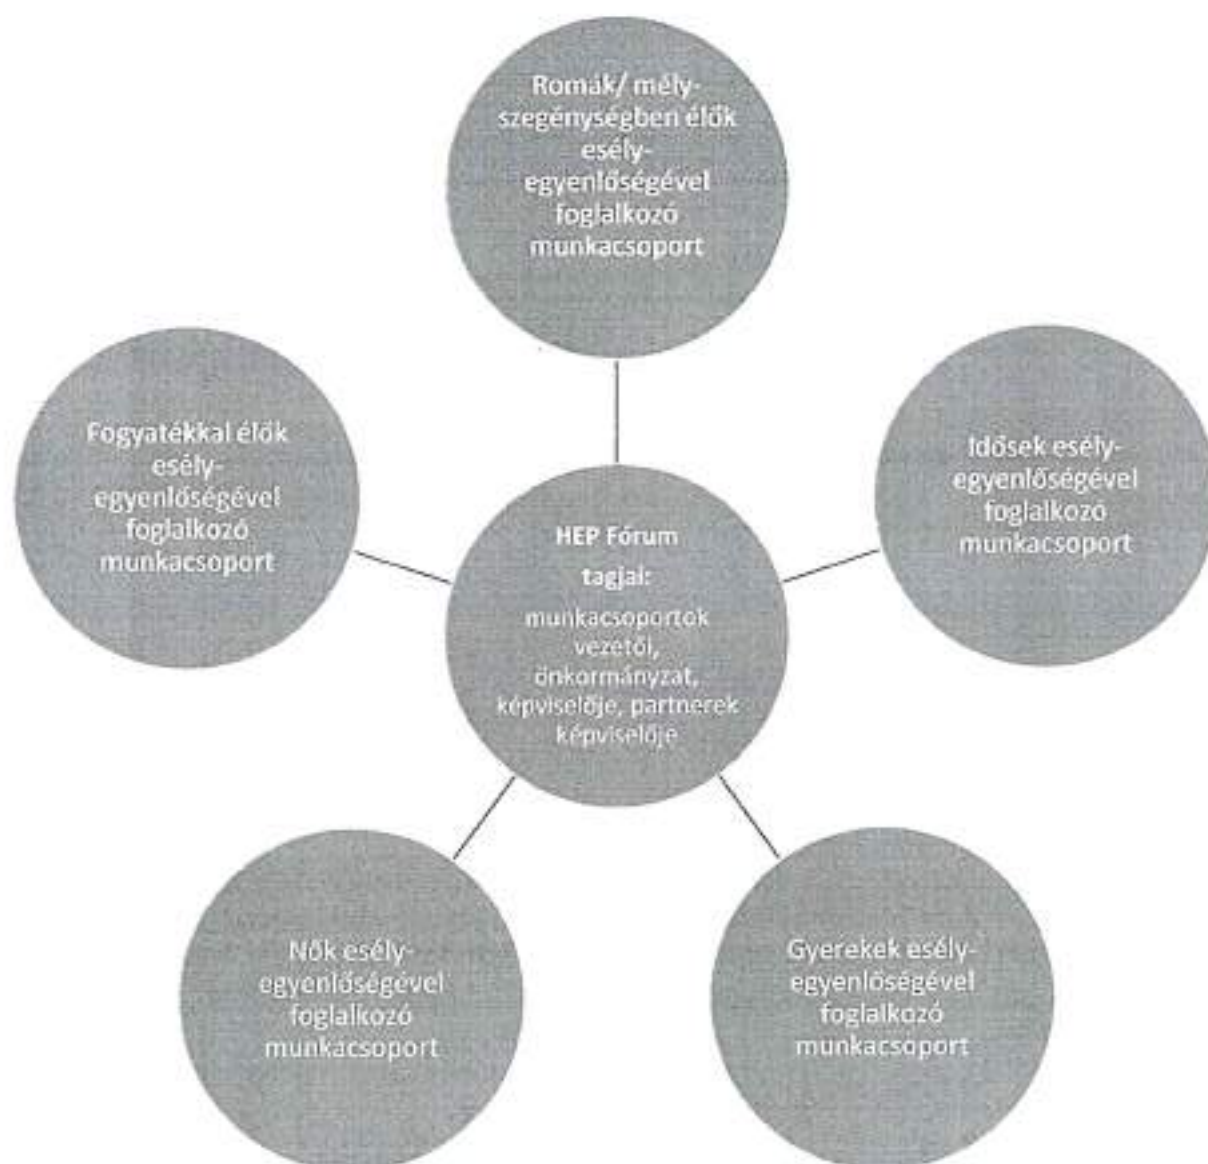 Romák/ mély-
szegénységben élők
esély-
egyenlőségével
foglalkozó
munkacsoport
Fogyatékkal élők
esély-
egyenlőségével
foglalkozó
munkacsoport
Idősek esély-
egyenlőségével
foglalkozó
munkacsoport
HEP Fórum
tagjai:
munkacsoportok
vezetői,
önkormányzat,
képviselője, partnerek
képviselője
Nők esély-
egyenlőségével
foglalkozó
munkacsoport
Gyerekek esély-
egyenlőségével
foglalkozó
munkacsoport